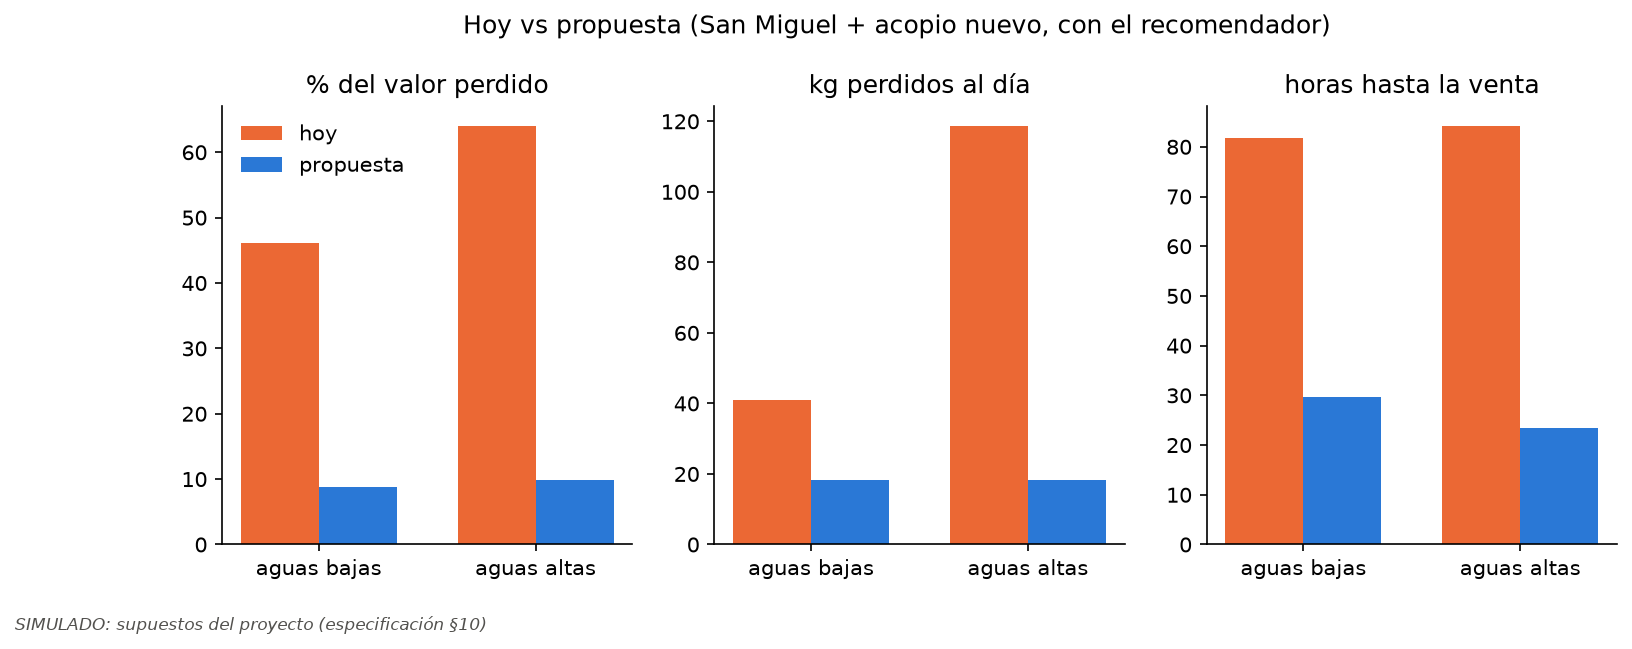 Hoy vs propuesta (San Miguel + acopio nuevo, con el recomendador)
% del valor perdido
hoy
propuesta
60
50
40
30
20
10
0
aguas bajas aguas altas
kg perdidos al día
120
100
80
60
40
20
0
aguas bajas aguas altas
horas hasta la venta
80
70
60
50
40
30
20
10
0
aguas bajas aguas altas
SIMULADO: supuestos del proyecto (especificación §10)